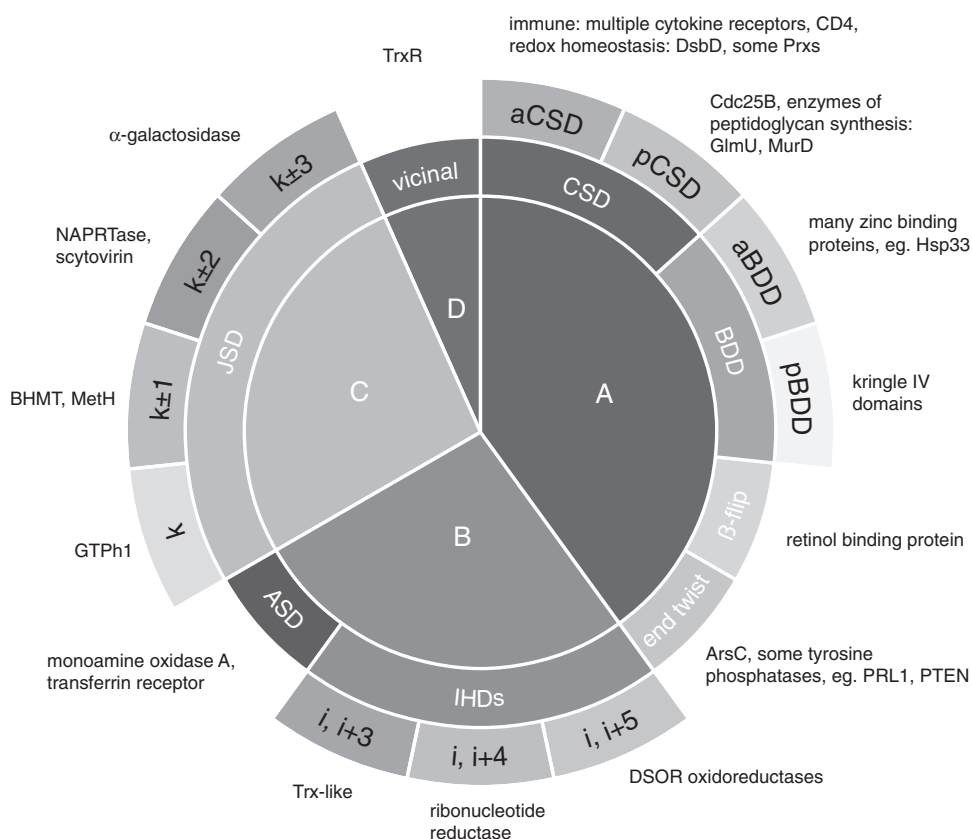 immune: multiple cytokine receptors, CD4,
redox homeostasis: DsbD, some Prxs
TrxR
aCSD
Cdc25B, enzymes of
peptidoglycan synthesis:
GlmU, MurD
pCSD
α-galactosidase
k±3
vicinal
CSD
NAPRTase,
scytovirin
k±2
many zinc binding
proteins, eg. Hsp33
aBDD
D
JSD
BDD
C
A
BHMT, MetH
k±1
pBDD
kringle IV
domains
GTPh1
k
B
ß-flip
retinol binding protein
ASD
end twist
monoamine oxidase A,
transferrin receptor
ArsC, some tyrosine
phosphatases, eg. PRL1, PTEN
IHDs
i, i+3
i, i+4
i, i+5
Trx-like
DSOR oxidoreductases
ribonucleotide
reductase